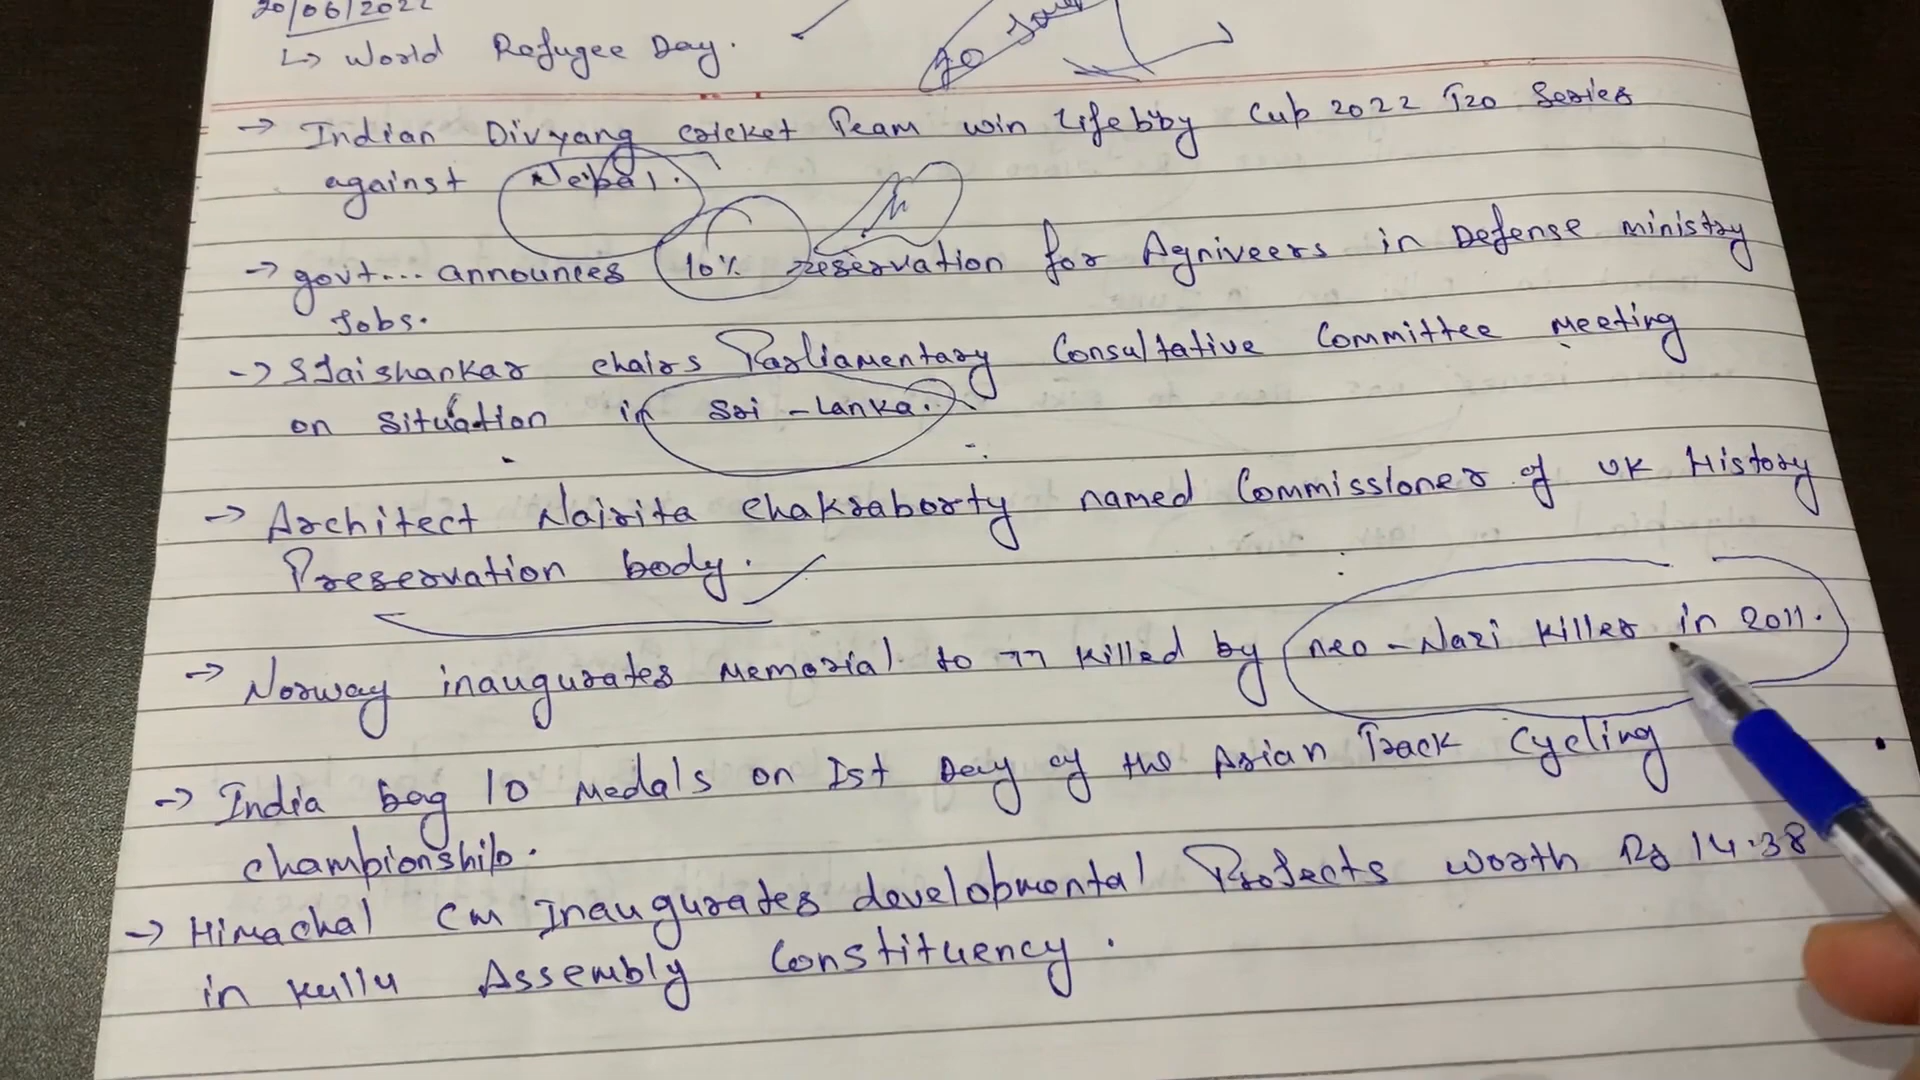 20/06/2022
↳ World Refugee Day.
→ Indian Divyang cricket Team win Lifebby Cup 2022 T20 Series
against Nepal.
→ govt... announces 10% reservation for Agniveers in Defense ministry
Jobs.
→ S Jaishankar chairs Parliamentary Consultative Committee Meeting
on situation in Sri-Lanka.
→ Architect Nairita Chakraborty named Commissioner of UK History
Preservation body.
→ Norway inaugurates Memorial to 77 killed by neo-Nazi killer in 2011.
→ India bag 10 Medals on Ist Day of the Asian Track Cycling
championship.
→ Himachal CM Inaugurates developmental Projects worth Rs 14.38
in Kullu Assembly Constituency.